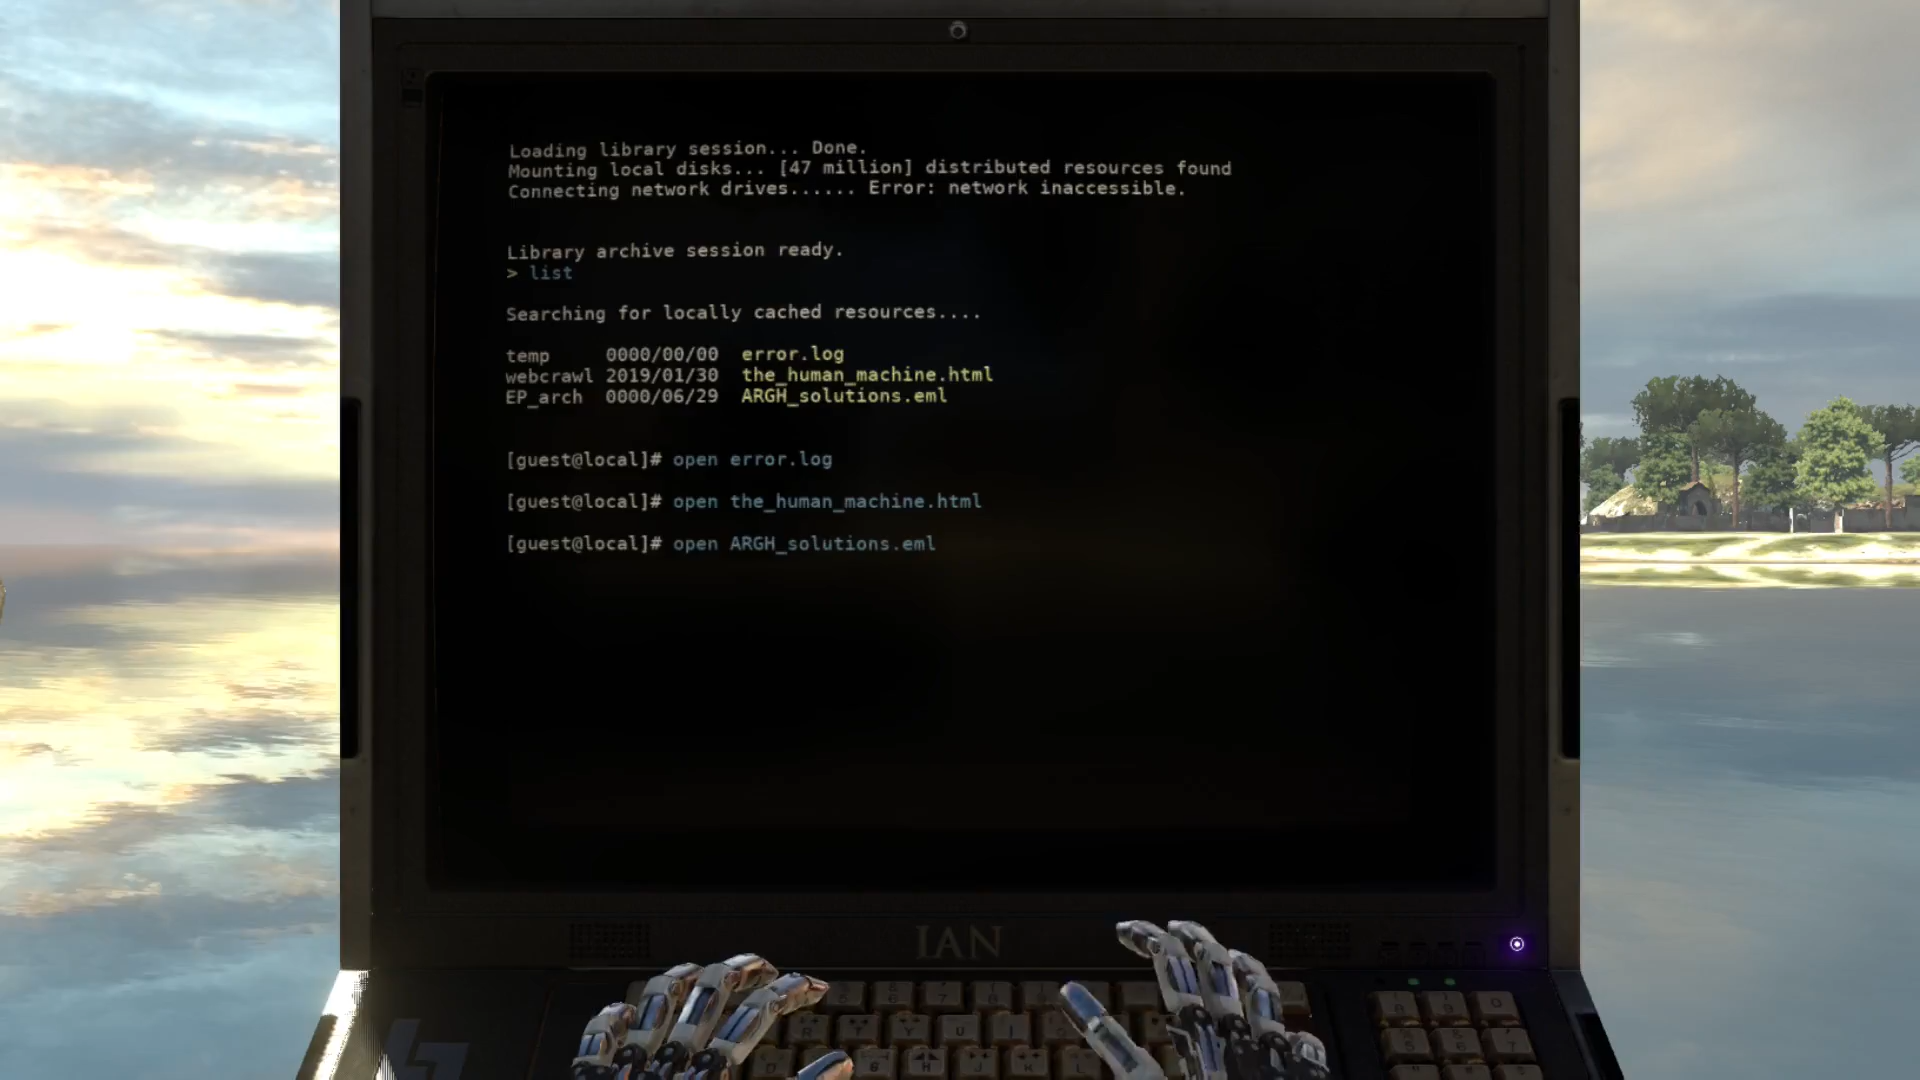 Loading library session... Done.
Mounting local disks... [47 million] distributed resources found
Connecting network drives...... Error: network inaccessible.
Library archive session ready.
> list
Searching for locally cached resources....
temp 0000/00/00 error.log
webcrawl 2019/01/30 the_human_machine.html
EP_arch 0000/06/29 ARGH_solutions.eml
[guest@local]# open error.log
[guest@local]# open the_human_machine.html
[guest@local]# open ARGH_solutions.eml
IAN